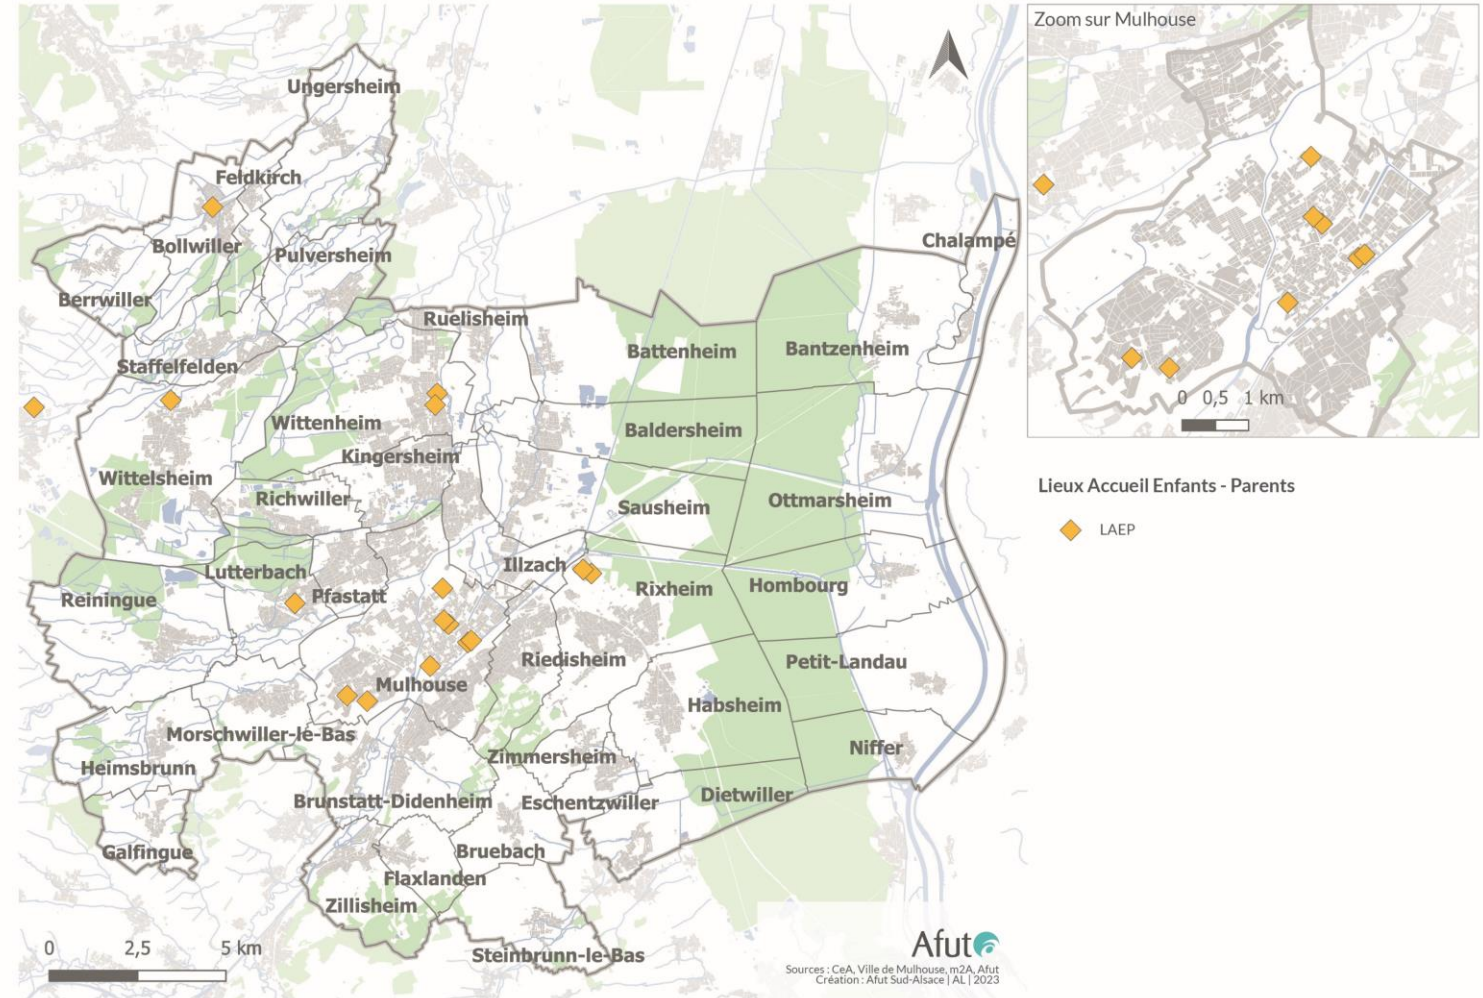 Zoom sur Mulhouse
0 0,5 1 km
Lieux Accueil Enfants - Parents
LAEP
Ungersheim
Feldkirch
Bollwiller
Pulversheim
Chalampé
Berrwiller
Ruelisheim
Staffelfelden
Battenheim
Bantzenheim
Wittenheim
Baldersheim
Kingersheim
Wittelsheim
Richwiller
Sausheim
Ottmarsheim
Illzach
Lutterbach
Reiningue
Pfastatt
Rixheim
Hombourg
Riedisheim
Petit-Landau
Mulhouse
Habsheim
Morschwiller-le-Bas
Niffer
Zimmersheim
Heimsbrunn
Brunstatt-Didenheim
Eschentzwiller
Dietwiller
Galfingue
Bruebach
Flaxlanden
Zillisheim
Steinbrunn-le-Bas
0 2,5 5 km
Afut
Sources : CeA, Ville de Mulhouse, m2A, Afut
Création : Afut Sud-Alsace | AL | 2023